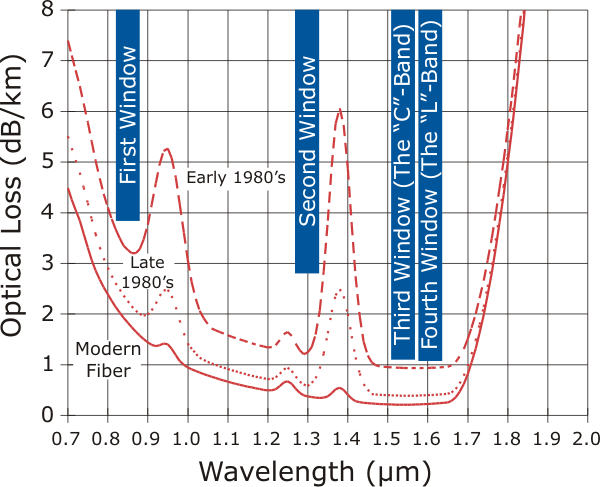 Optical Loss (dB/km)
8
7
6
5
4
3
2
1
0
First Window
Second Window
Third Window (The “C”-Band)
Fourth Window (The “L”-Band)
Early 1980’s
Late
1980’s
Modern
Fiber
0.7 0.8 0.9 1.0 1.1 1.2 1.3 1.4 1.5 1.6 1.7 1.8 1.9 2.0
Wavelength (µm)